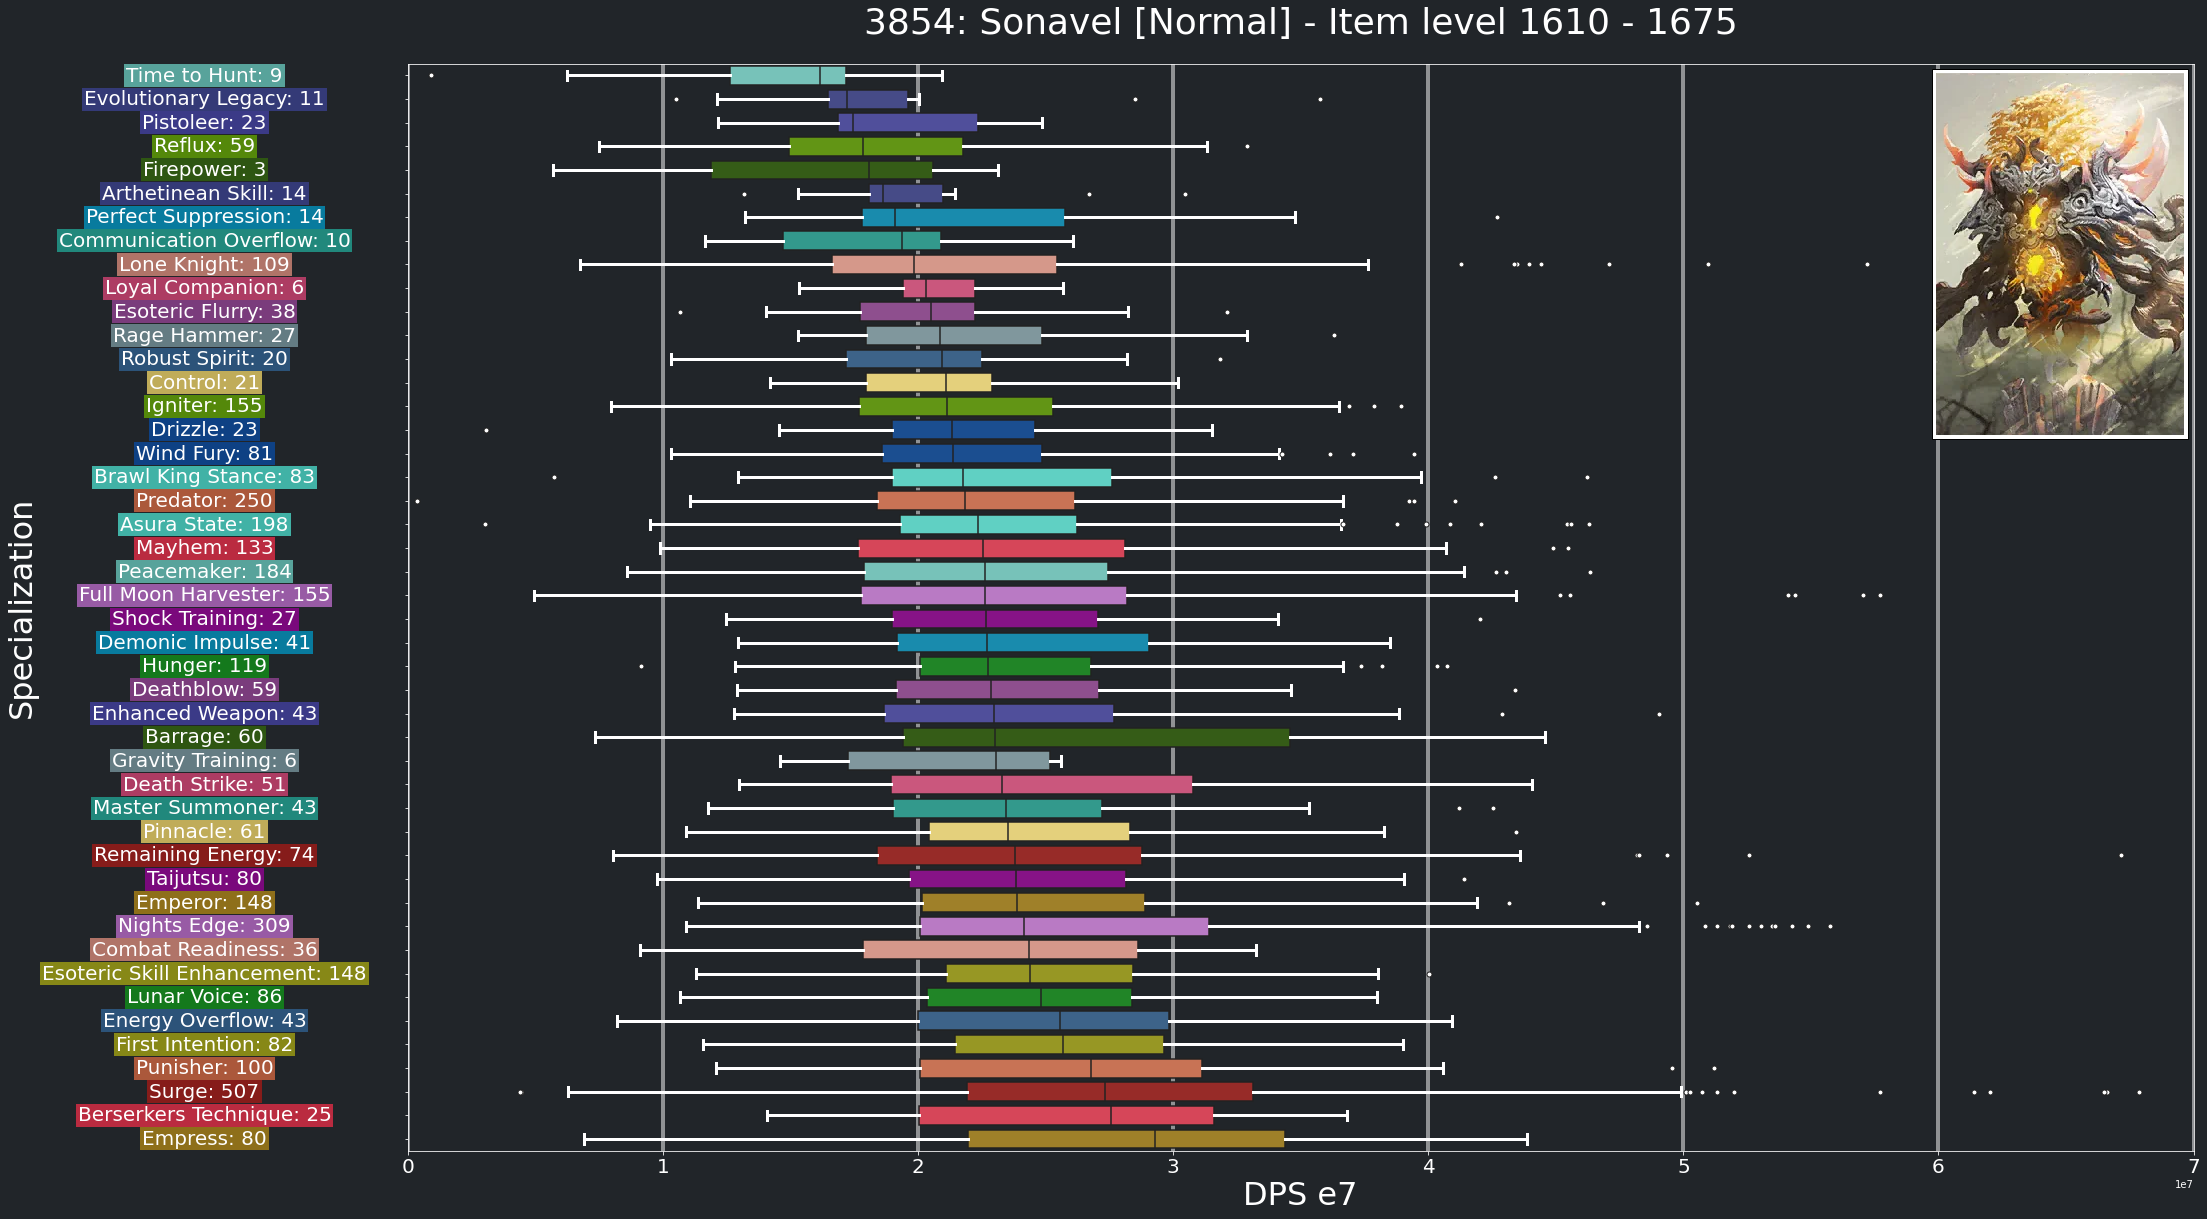 3854: Sonavel [Normal] - Item level 1610 - 1675
Time to Hunt: 9
Evolutionary Legacy: 11
Pistoleer: 23
Reflux: 59
Firepower: 3
Arthetinean Skill: 14
Perfect Suppression: 14
Communication Overflow: 10
Lone Knight: 109
Loyal Companion: 6
Esoteric Flurry: 38
Rage Hammer: 27
Robust Spirit: 20
Control: 21
Igniter: 155
Drizzle: 23
Wind Fury: 81
Brawl King Stance: 83
Predator: 250
Asura State: 198
Mayhem: 133
Peacemaker: 184
Full Moon Harvester: 155
Shock Training: 27
Demonic Impulse: 41
Hunger: 119
Deathblow: 59
Enhanced Weapon: 43
Barrage: 60
Gravity Training: 6
Death Strike: 51
Master Summoner: 43
Pinnacle: 61
Remaining Energy: 74
Taijutsu: 80
Emperor: 148
Nights Edge: 309
Combat Readiness: 36
Esoteric Skill Enhancement: 148
Lunar Voice: 86
Energy Overflow: 43
First Intention: 82
Punisher: 100
Surge: 507
Berserkers Technique: 25
Empress: 80
Specialization
0 1 2 3 4 5 6 7
1e7
DPS e7